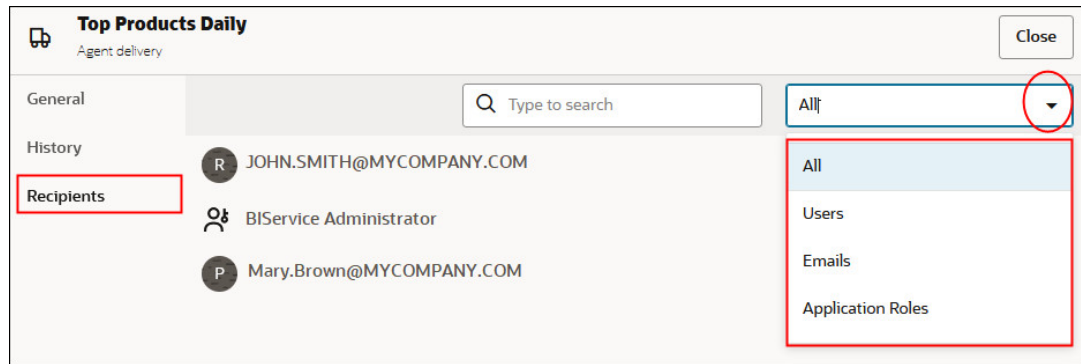 Top Products Daily
Agent delivery
Close
General
History
Recipients
Type to search
All
R JOHN.SMITH@MYCOMPANY.COM
BIService Administrator
P Mary.Brown@MYCOMPANY.COM
All
Users
Emails
Application Roles